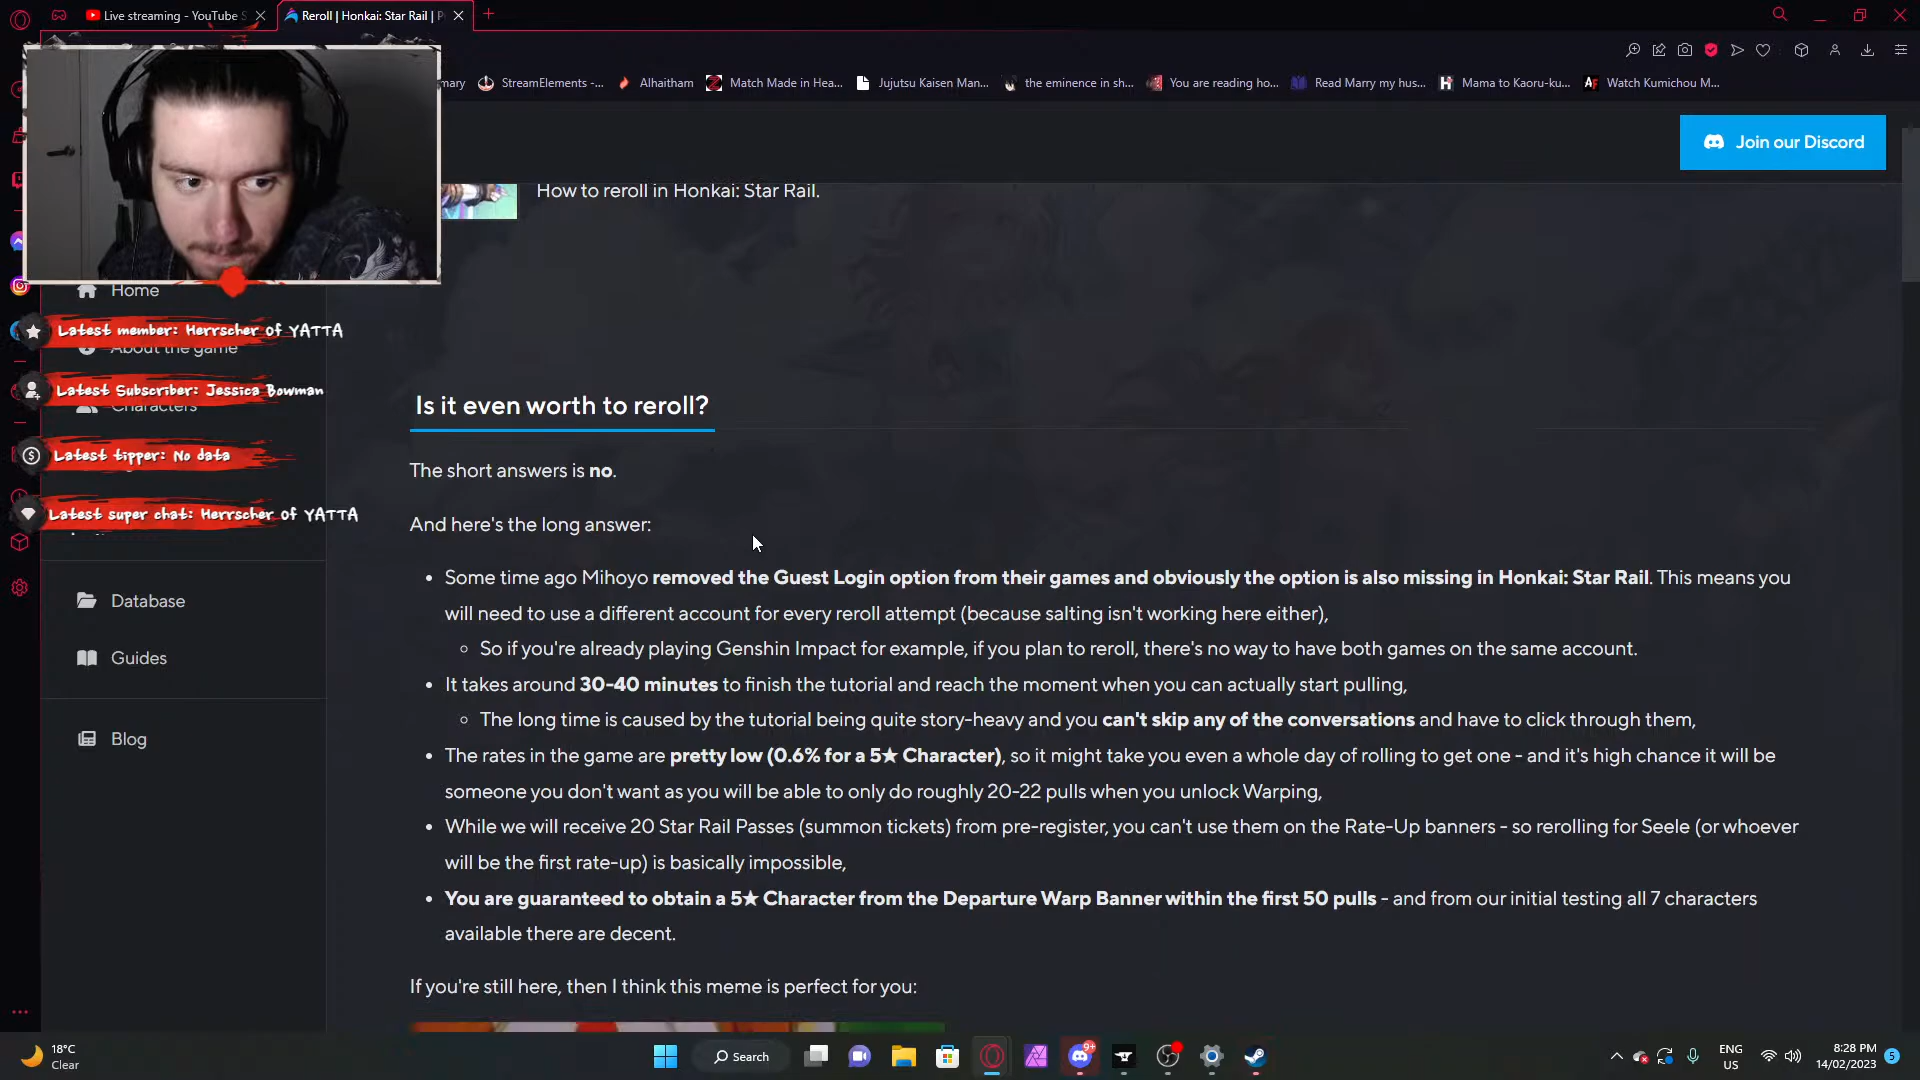 Live streaming - YouTube S
Reroll | Honkai: Star Rail | P
mary
StreamElements -...
Alhaitham
Match Made in Hea...
Jujutsu Kaisen Man...
the eminence in sh...
You are reading ho...
Read Marry my hus...
Mama to Kaoru-ku...
Watch Kumichou M...
Join our Discord
How to reroll in Honkai: Star Rail.
Home
Latest member: Herrscher of YATTA
About the game
Latest Subscriber: Jessica Bowman
Characters
Latest tipper: No data
Latest super chat: Herrscher of YATTA
Database
Guides
Blog
Is it even worth to reroll?
The short answers is no.
And here's the long answer:
• Some time ago Mihoyo removed the Guest Login option from their games and obviously the option is also missing in Honkai: Star Rail. This means you
will need to use a different account for every reroll attempt (because salting isn't working here either),
So if you're already playing Genshin Impact for example, if you plan to reroll, there's no way to have both games on the same account.
• It takes around 30-40 minutes to finish the tutorial and reach the moment when you can actually start pulling,
The long time is caused by the tutorial being quite story-heavy and you can't skip any of the conversations and have to click through them,
• The rates in the game are pretty low (0.6% for a 5★ Character), so it might take you even a whole day of rolling to get one - and it's high chance it will be
someone you don't want as you will be able to only do roughly 20-22 pulls when you unlock Warping,
• While we will receive 20 Star Rail Passes (summon tickets) from pre-register, you can't use them on the Rate-Up banners - so rerolling for Seele (or whoever
will be the first rate-up) is basically impossible,
• You are guaranteed to obtain a 5★ Character from the Departure Warp Banner within the first 50 pulls - and from our initial testing all 7 characters
available there are decent.
If you're still here, then I think this meme is perfect for you:
18°C
Clear
Search
9+
ENG
US
8:28 PM
14/02/2023
5